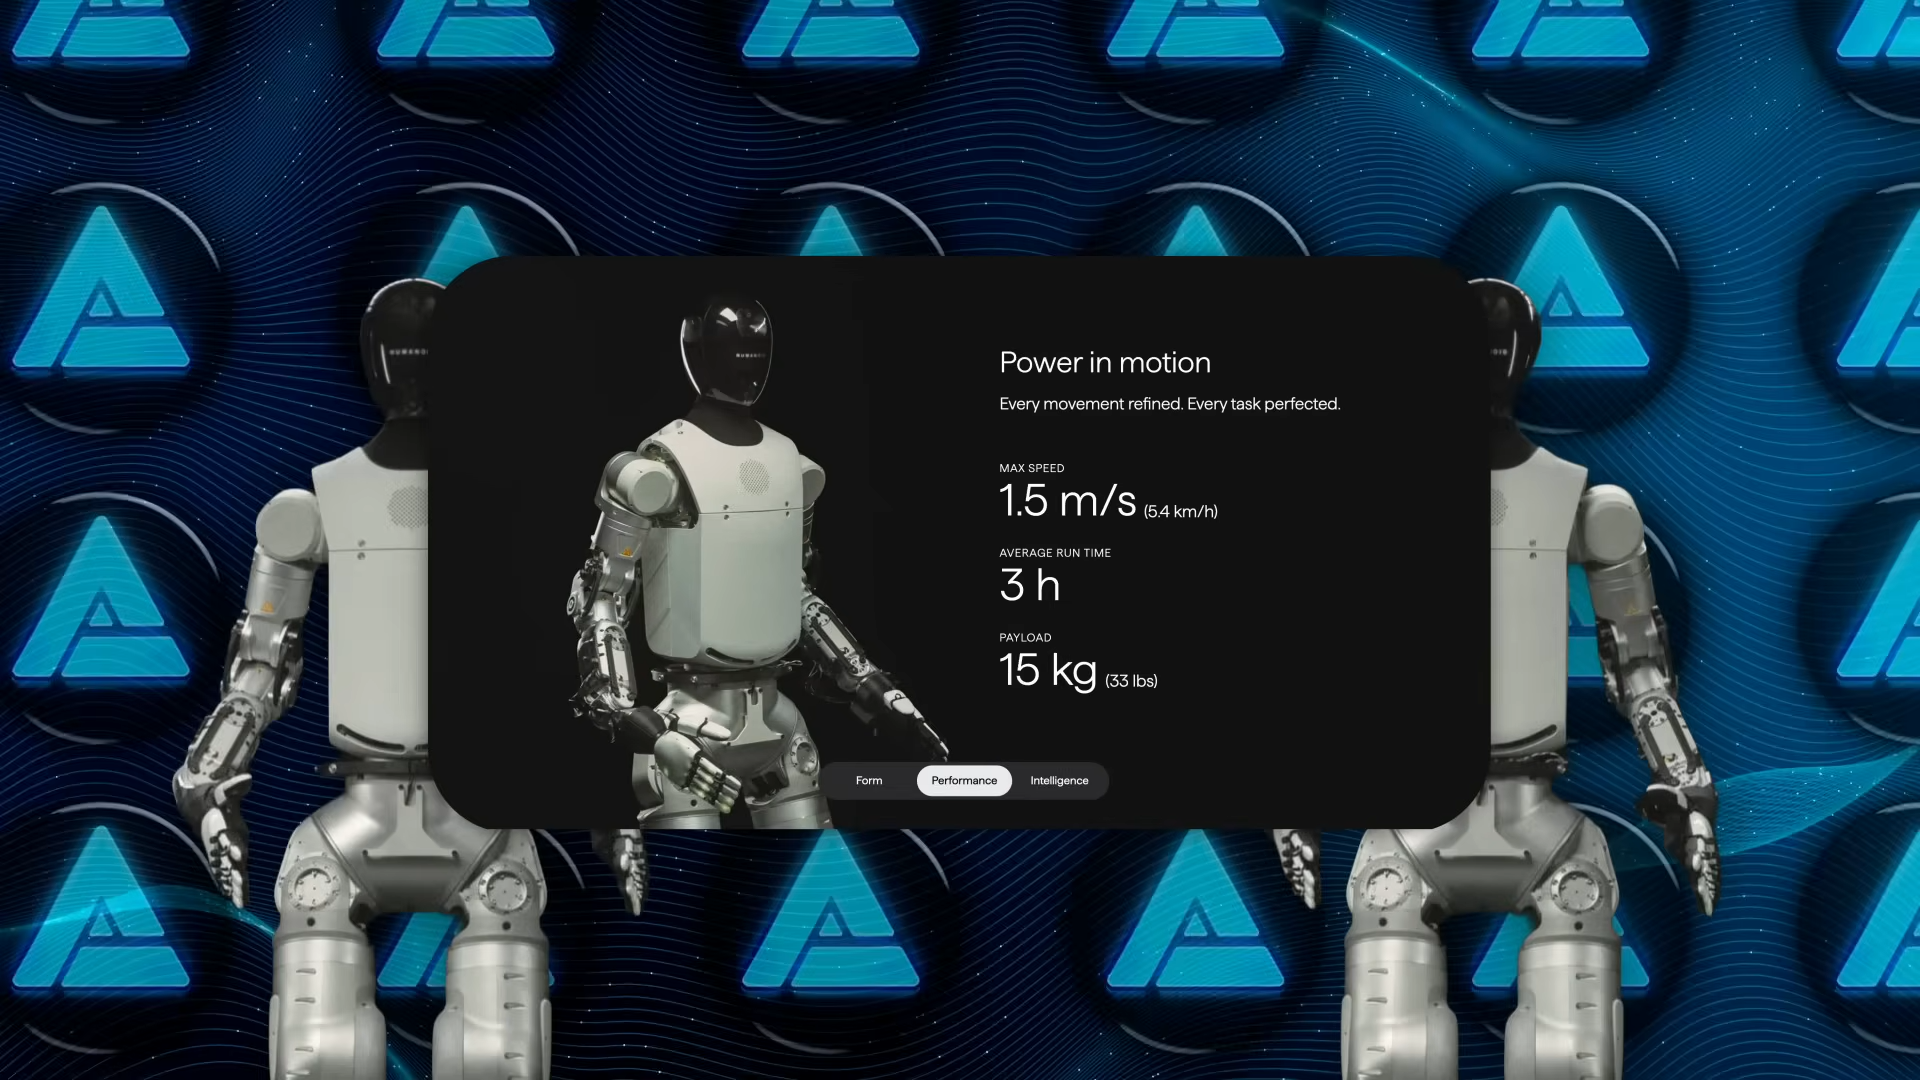 HUMANOID
Power in motion
Every movement refined. Every task perfected.
MAX SPEED
1.5 m/s (5.4 km/h)
AVERAGE RUN TIME
3 h
PAYLOAD
15 kg (33 lbs)
Form
Performance
Intelligence